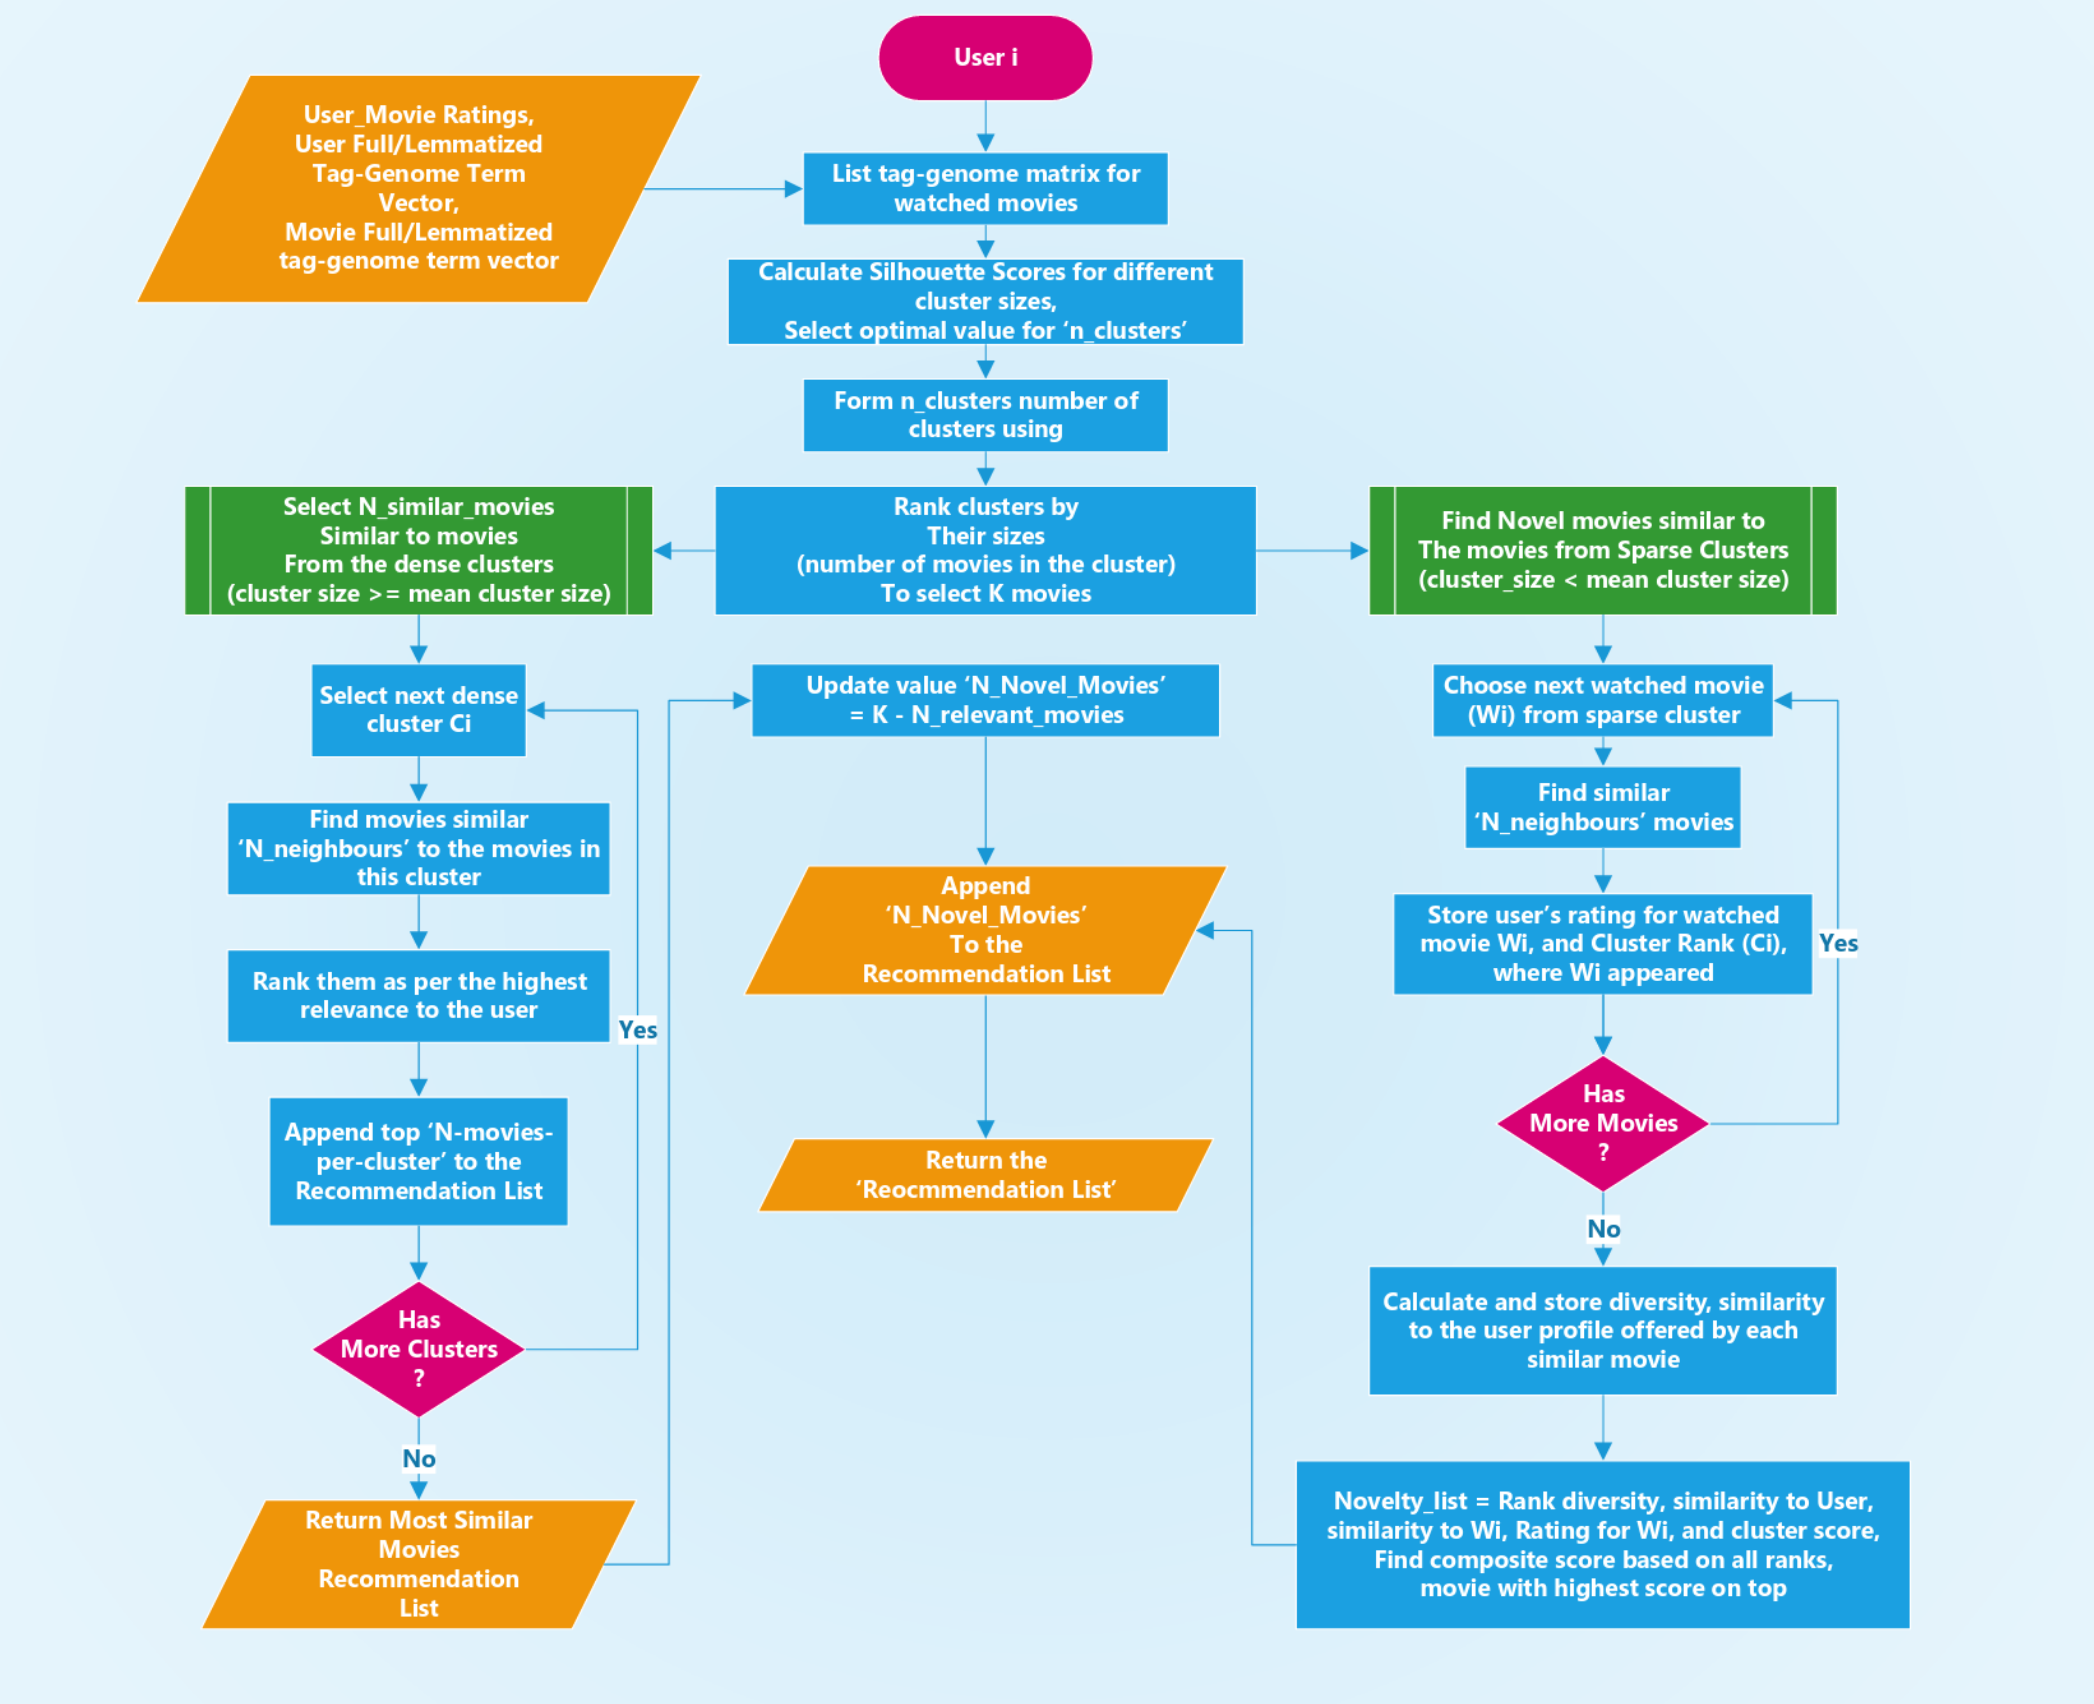 User i
User_Movie Ratings,
User Full/Lemmatized
Tag-Genome Term
Vector,
Movie Full/Lemmatized
tag-genome term vector
List tag-genome matrix for
watched movies
Calculate Silhouette Scores for different
cluster sizes,
Select optimal value for ‘n_clusters’
Form n_clusters number of
clusters using
Select N_similar_movies
Similar to movies
From the dense clusters
(cluster size >= mean cluster size)
Rank clusters by
Their sizes
(number of movies in the cluster)
To select K movies
Find Novel movies similar to
The movies from Sparse Clusters
(cluster_size < mean cluster size)
Select next dense
cluster Ci
Find movies similar
‘N_neighbours’ to the movies in
this cluster
Rank them as per the highest
relevance to the user
Yes
Append top ‘N-movies-
per-cluster’ to the
Recommendation List
Has
More Clusters
?
No
Return Most Similar
Movies
Recommendation
List
Update value ‘N_Novel_Movies’
= K - N_relevant_movies
Append
‘N_Novel_Movies’
To the
Recommendation List
Return the
‘Reocmmendation List’
Choose next watched movie
(Wi) from sparse cluster
Find similar
‘N_neighbours’ movies
Store user’s rating for watched
movie Wi, and Cluster Rank (Ci),
where Wi appeared
Yes
Has
More Movies
?
No
Calculate and store diversity, similarity
to the user profile offered by each
similar movie
Novelty_list = Rank diversity, similarity to User,
similarity to Wi, Rating for Wi, and cluster score,
Find composite score based on all ranks,
movie with highest score on top